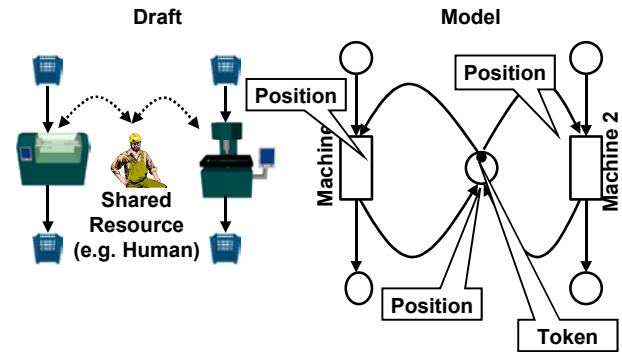 Draft
Model
Shared
Resource
(e.g. Human)
Position
Position
Machine
Machine 2
Position
Token